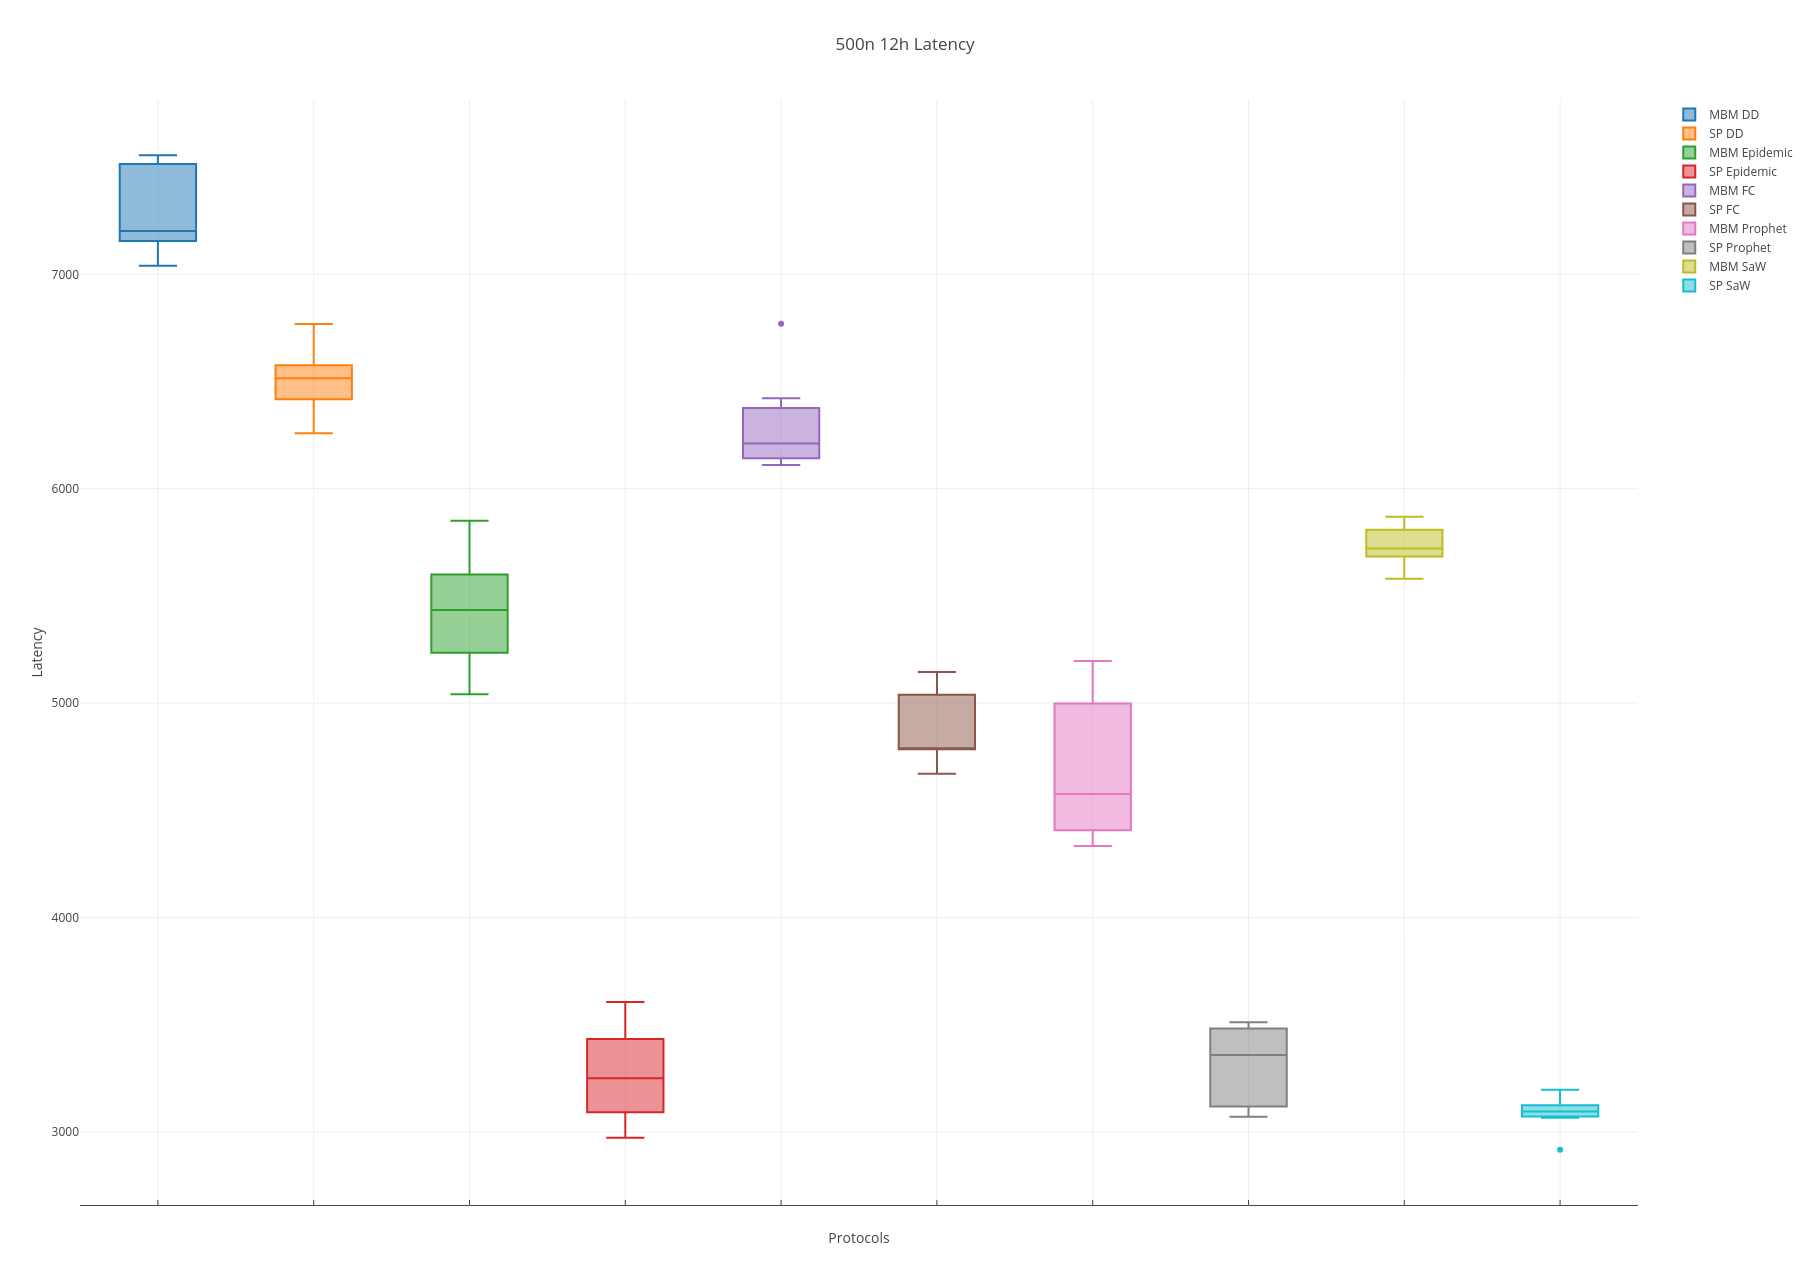 500n 12h Latency
MBM DD
SP DD
MBM Epidemic
SP Epidemic
MBM FC
SP FC
MBM Prophet
SP Prophet
MBM SaW
SP SaW
7000
6000
5000
4000
3000
Latency
Protocols